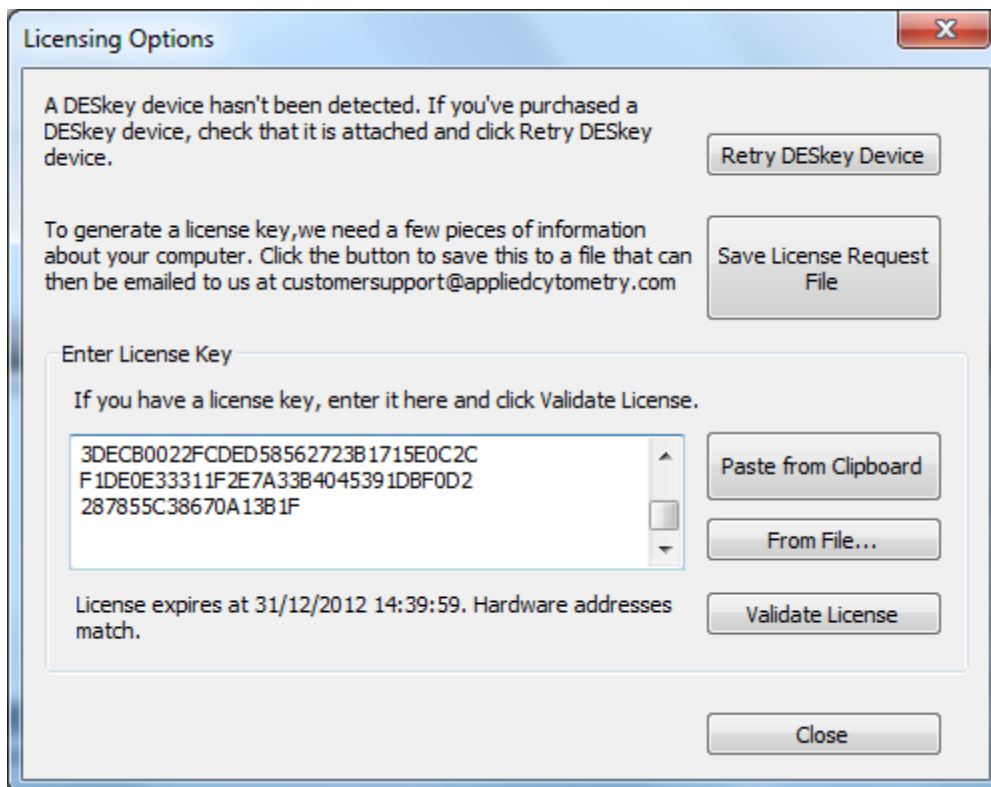 Licensing Options
A DESkey device hasn't been detected. If you've purchased a
DESkey device, check that it is attached and click Retry DESkey
device.
Retry DESkey Device
To generate a license key,we need a few pieces of information
about your computer. Click the button to save this to a file that can
then be emailed to us at customersupport@appliedcytometry.com
Save License Request
File
Enter License Key
If you have a license key, enter it here and click Validate License.
3DECB0022FCDED58562723B1715E0C2C
F1DE0E33311F2E7A33B4045391DBF0D2
287855C38670A13B1F
Paste from Clipboard
From File...
License expires at 31/12/2012 14:39:59. Hardware addresses
match.
Validate License
Close